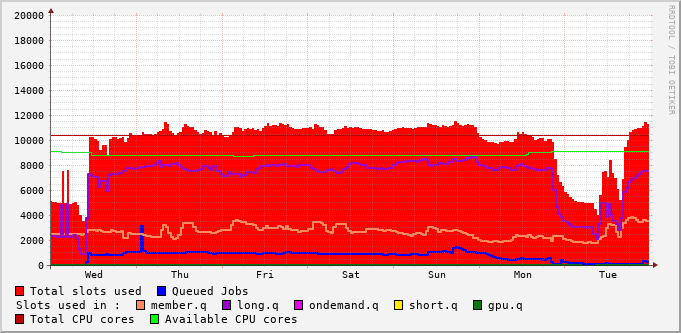 RRDTOOL / TOBI OETIKER
20000
18000
16000
14000
12000
10000
8000
6000
4000
2000
0
Wed Thu Fri Sat Sun Mon Tue
Total slots used Queued Jobs
Slots used in : member.q long.q ondemand.q short.q gpu.q
Total CPU cores Available CPU cores